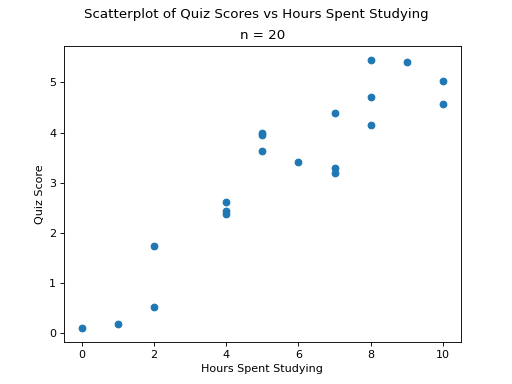 Scatterplot of Quiz Scores vs Hours Spent Studying
n = 20
5
4
3
2
1
0
Quiz Score
0 2 4 6 8 10
Hours Spent Studying